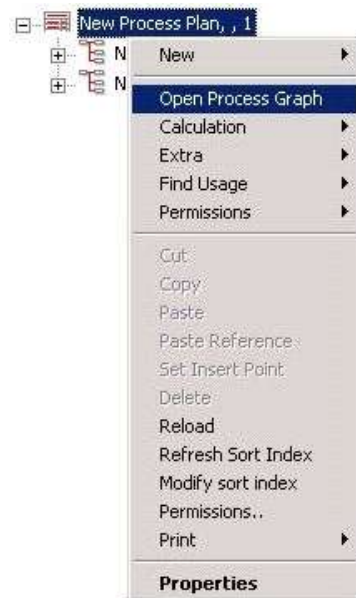 New Process Plan, , 1
N
N
New
Open Process Graph
Calculation
Extra
Find Usage
Permissions
Cut
Copy
Paste
Paste Reference
Set Insert Point
Delete
Reload
Refresh Sort Index
Modify sort index
Permissions..
Print
Properties